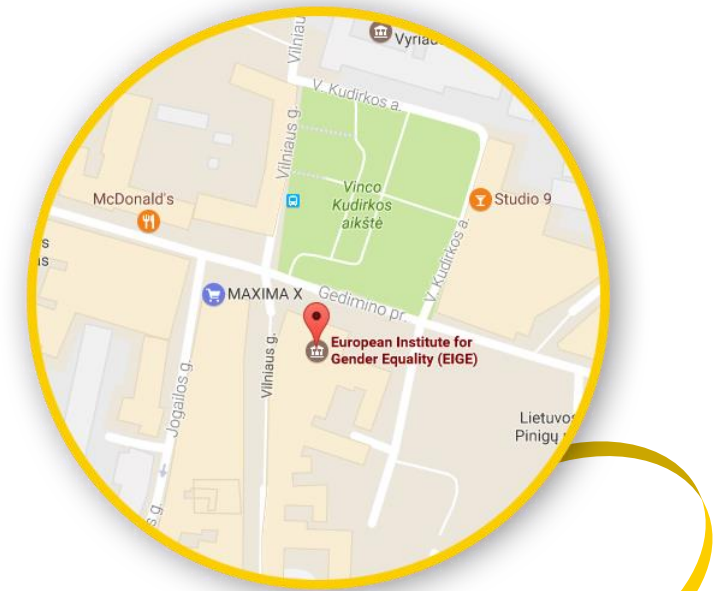 Vilniau
Vyriau
V. Kudirkos a.
Vilniaus g.
McDonald's
Vinco
Kudirkos
aikštė
Studio 9
V. Kudirkos a.
MAXIMA X
Gedimino pr.
European Institute for
Gender Equality (EIGE)
Vilniaus g.
Jogailos g.
Lietuvos
Pinigų
s g.